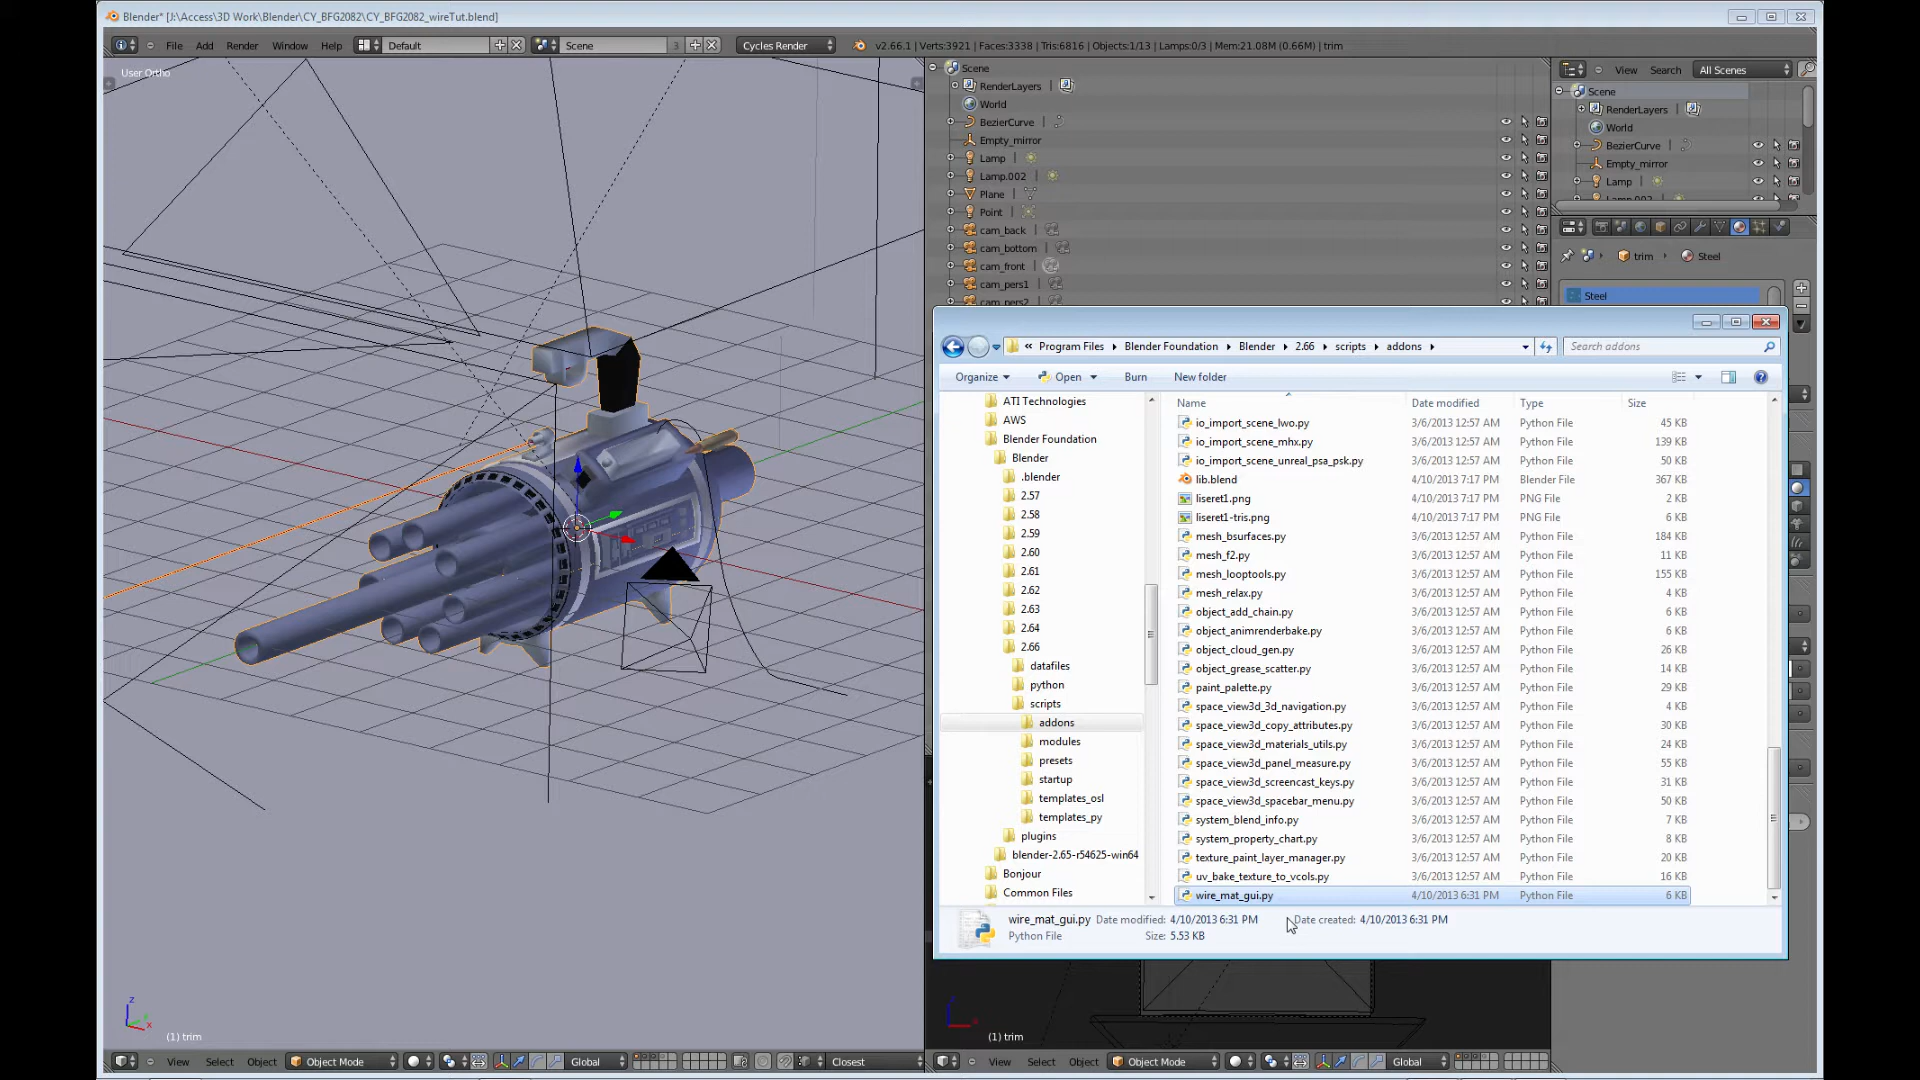 Blender* [J:\Access\3D Work\Blender\CY_BFG2082\CY_BFG2082_wireTut.blend]
File Add Render Window Help Default Scene 3 Cycles Render v2.66.1 | Verts:3921 | Faces:3338 | Tris:6816 | Objects:1/13 | Lamps:0/3 | Mem:21.08M (0.66M) | trim
User Ortho
Scene
RenderLayers
World
BezierCurve
Empty_mirror
Lamp
Lamp.002
Plane
Point
cam_back
cam_bottom
cam_front
cam_pers1
cam_pers2
View Search All Scenes
Scene
RenderLayers
World
BezierCurve
Empty_mirror
Lamp
Lamp.002
trim Steel
Steel
« Program Files Blender Foundation Blender 2.66 scripts addons Search addons
Organize Open Burn New folder
ATI Technologies
AWS
Blender Foundation
Blender
.blender
2.57
2.58
2.59
2.60
2.61
2.62
2.63
2.64
2.66
datafiles
python
scripts
addons
modules
presets
startup
templates_osl
templates_py
plugins
blender-2.65-r54625-win64
Bonjour
Common Files
Name Date modified Type Size
io_import_scene_lwo.py 3/6/2013 12:57 AM Python File 45 KB
io_import_scene_mhx.py 3/6/2013 12:57 AM Python File 139 KB
io_import_scene_unreal_psa_psk.py 3/6/2013 12:57 AM Python File 50 KB
lib.blend 4/10/2013 7:17 PM Blender File 367 KB
liseret1.png 4/10/2013 7:17 PM PNG File 2 KB
liseret1-tris.png 4/10/2013 7:17 PM PNG File 6 KB
mesh_bsurfaces.py 3/6/2013 12:57 AM Python File 184 KB
mesh_f2.py 3/6/2013 12:57 AM Python File 11 KB
mesh_looptools.py 3/6/2013 12:57 AM Python File 155 KB
mesh_relax.py 3/6/2013 12:57 AM Python File 4 KB
object_add_chain.py 3/6/2013 12:57 AM Python File 6 KB
object_animrenderbake.py 3/6/2013 12:57 AM Python File 6 KB
object_cloud_gen.py 3/6/2013 12:57 AM Python File 26 KB
object_grease_scatter.py 3/6/2013 12:57 AM Python File 14 KB
paint_palette.py 3/6/2013 12:57 AM Python File 29 KB
space_view3d_3d_navigation.py 3/6/2013 12:57 AM Python File 4 KB
space_view3d_copy_attributes.py 3/6/2013 12:57 AM Python File 30 KB
space_view3d_materials_utils.py 3/6/2013 12:57 AM Python File 24 KB
space_view3d_panel_measure.py 3/6/2013 12:57 AM Python File 55 KB
space_view3d_screencast_keys.py 3/6/2013 12:57 AM Python File 31 KB
space_view3d_spacebar_menu.py 3/6/2013 12:57 AM Python File 50 KB
system_blend_info.py 3/6/2013 12:57 AM Python File 7 KB
system_property_chart.py 3/6/2013 12:57 AM Python File 8 KB
texture_paint_layer_manager.py 3/6/2013 12:57 AM Python File 20 KB
uv_bake_texture_to_vcols.py 3/6/2013 12:57 AM Python File 16 KB
wire_mat_gui.py 4/10/2013 6:31 PM Python File 6 KB
wire_mat_gui.py Date modified: 4/10/2013 6:31 PM Date created: 4/10/2013 6:31 PM
Python File Size: 5.53 KB
z
x
(1) trim
(1) trim
View Select Object Object Mode Global Closest
View Select Object Object Mode Global